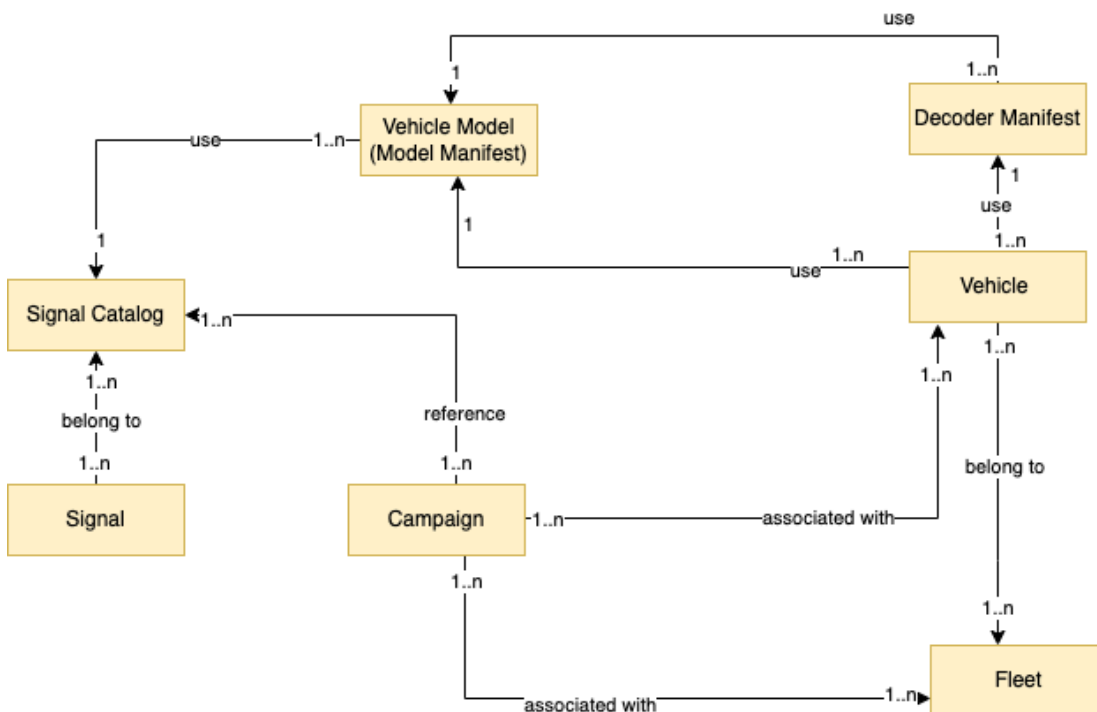 use
1..n
1
Decoder Manifest
Vehicle Model
(Model Manifest)
1..n
use
1
use
1..n
1
1..n
use
Vehicle
1
Signal Catalog
1..n
1..n
1..n
1..n
belong to
reference
1..n
1..n
belong to
Signal
Campaign
1..n
associated with
1..n
1..n
Fleet
1..n
associated with